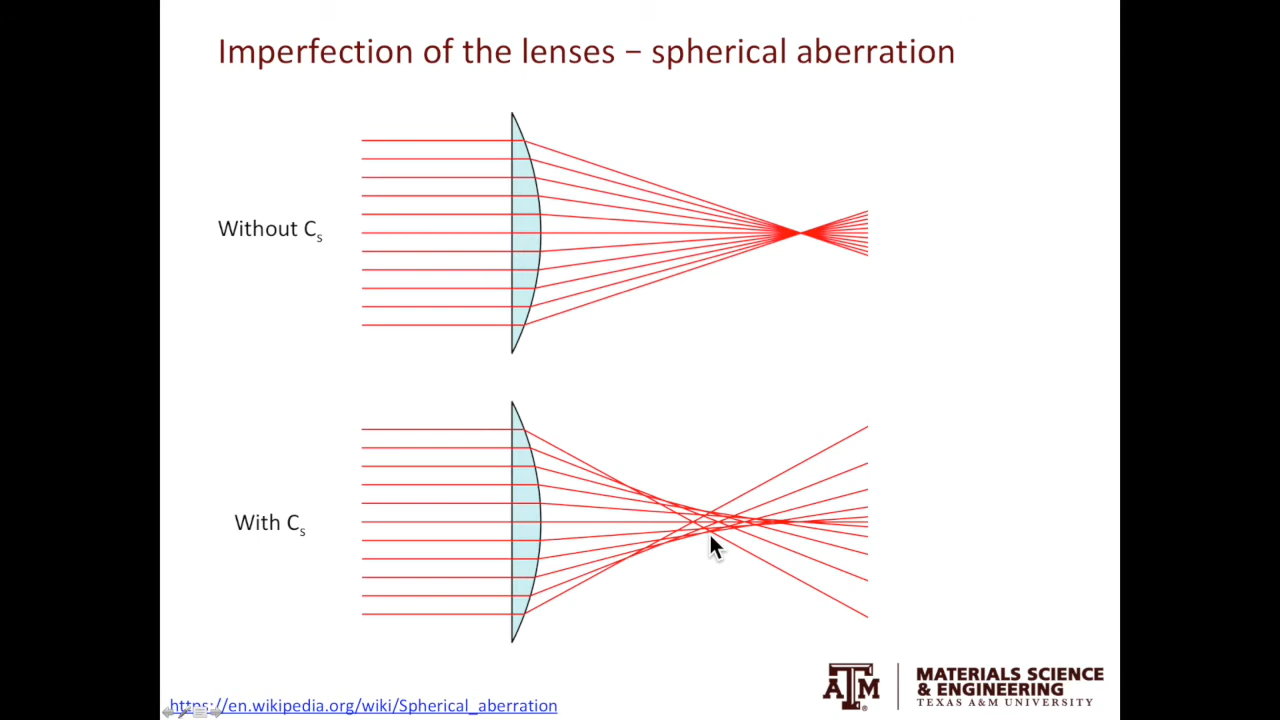 Imperfection of the lenses – spherical aberration
Without Cs
With Cs
https://en.wikipedia.org/wiki/Spherical_aberration
ATM
MATERIALS SCIENCE
& ENGINEERING
TEXAS A&M UNIVERSITY